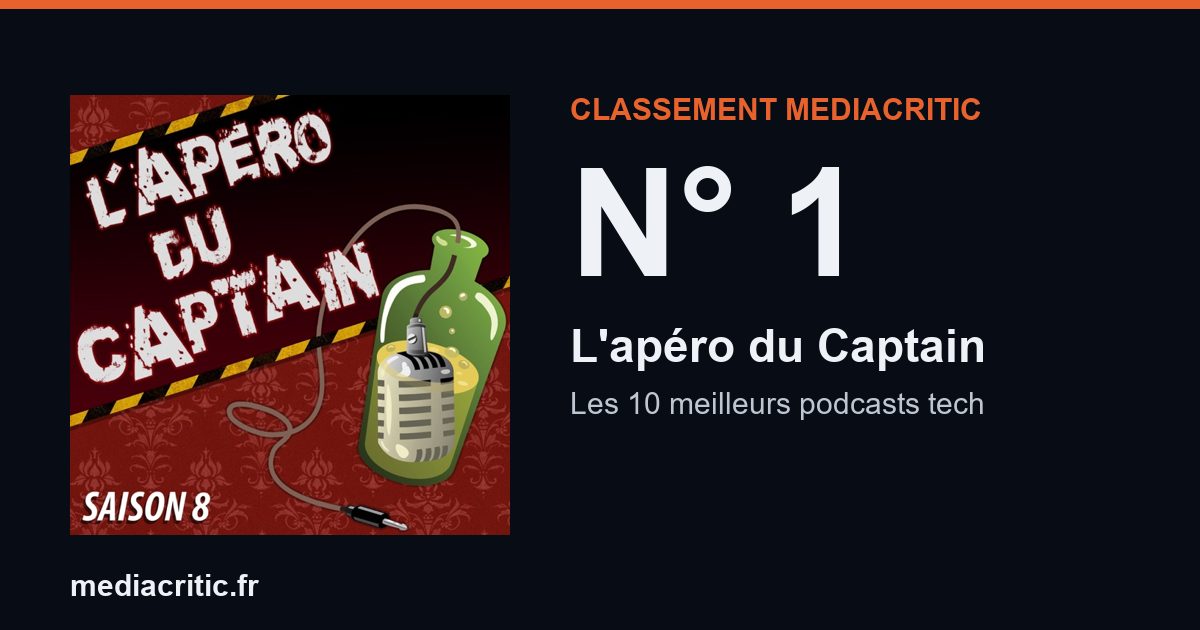 L'APÉRO
DU
CAPTAIN
SAISON 8
CLASSEMENT MEDIACRITIC
N° 1
L'apéro du Captain
Les 10 meilleurs podcasts tech
mediacritic.fr